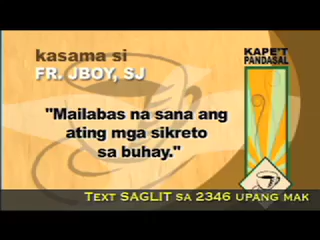 kasama si
FR. JBOY, SJ
KAPE'T
PANDASAL
"Mailabas na sana ang
ating mga sikreto
sa buhay."
TEXT SAGLIT SA 2346 UPANG MAK